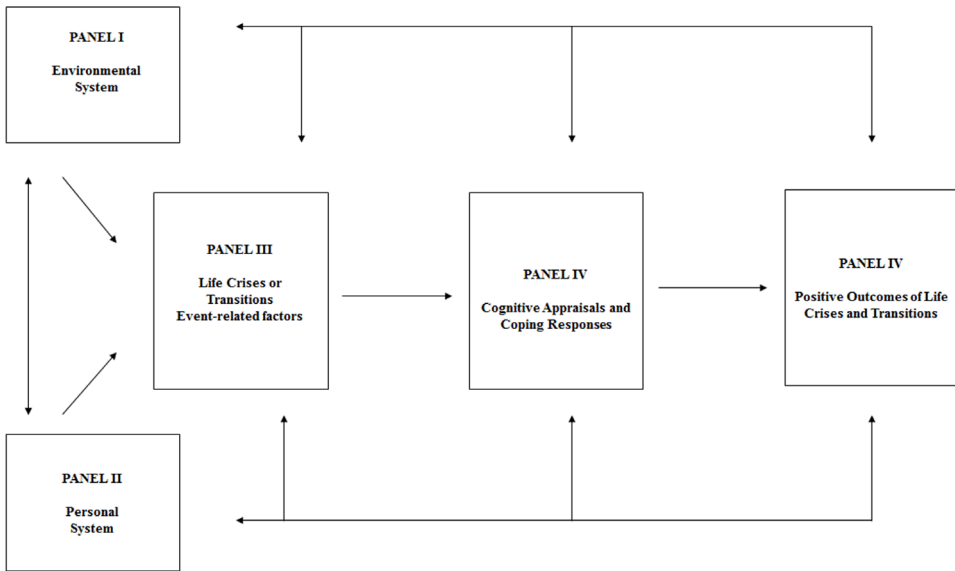 PANEL I
Environmental
System
PANEL III
Life Crises or
Transitions
Event-related factors
PANEL IV
Cognitive Appraisals and
Coping Responses
PANEL IV
Positive Outcomes of Life
Crises and Transitions
PANEL II
Personal
System